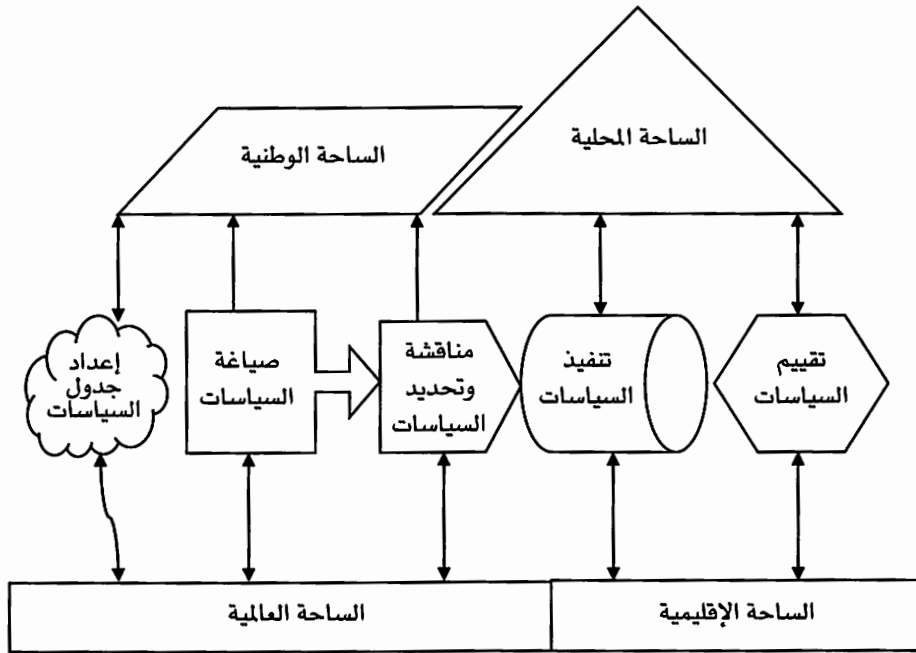 الساحة المحلية
الساحة الوطنية
إعداد
جدول
السياسات
صياغة
السياسات
مناقشة
وتحديد
السياسات
تنفيذ
السياسات
تقييم
السياسات
الساحة العالمية
الساحة الإقليمية